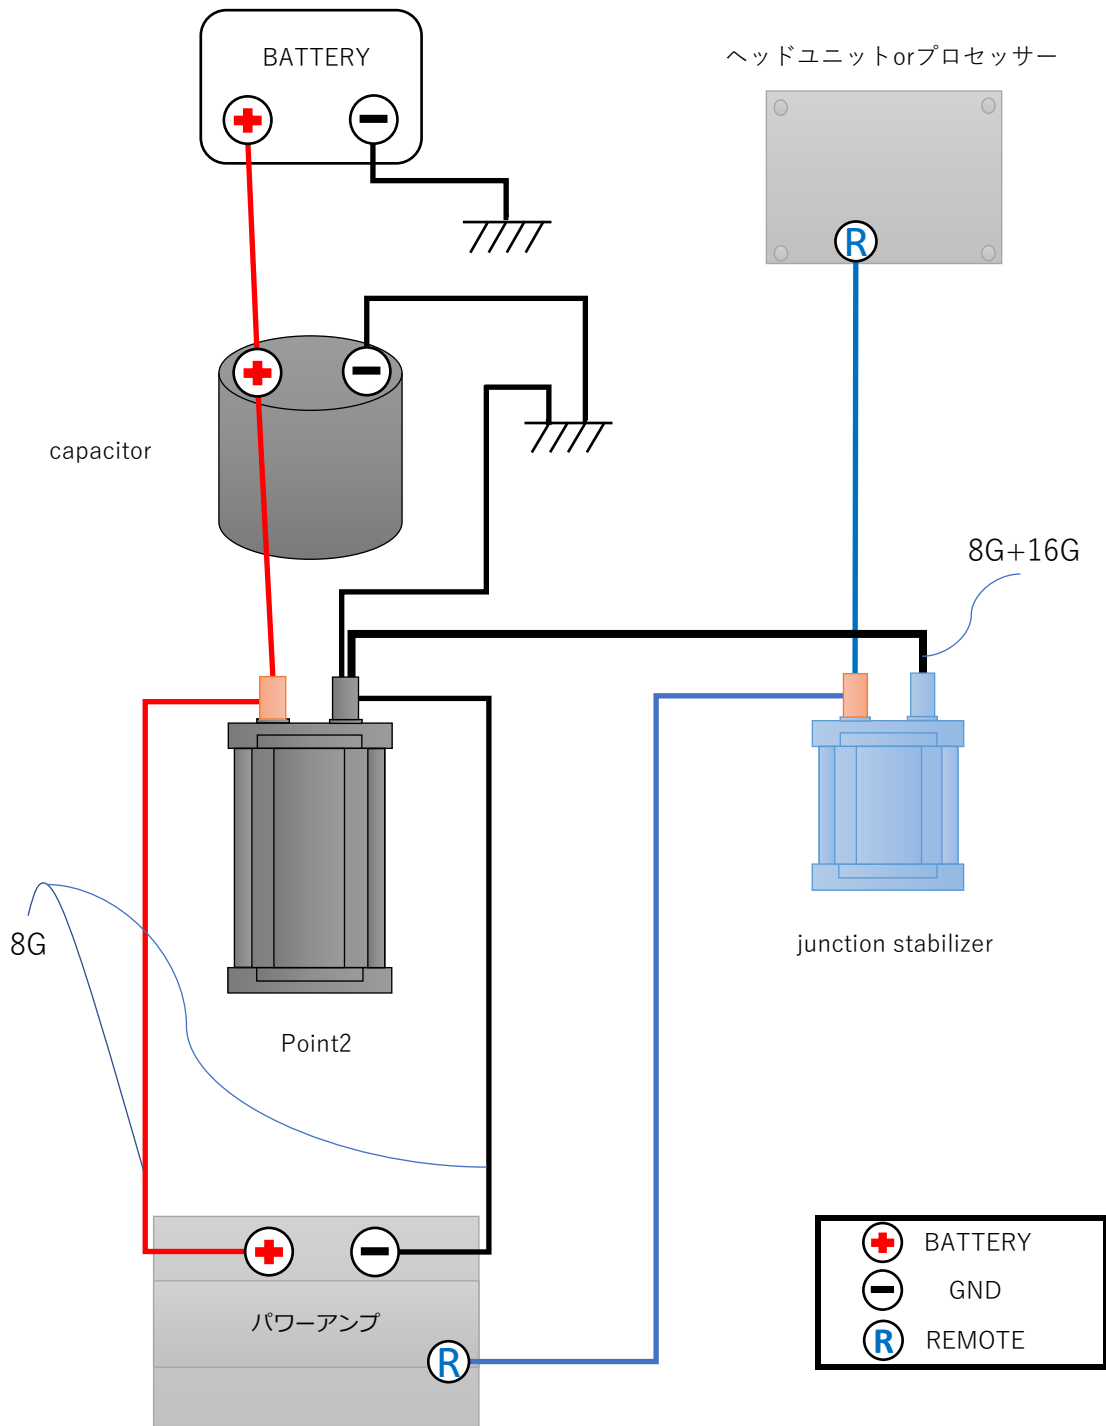 BATTERY
ヘッドユニットorプロセッサー
R
capacitor
8G+16G
8G
junction stabilizer
Point2
パワーアンプ
R
BATTERY
GND
R REMOTE